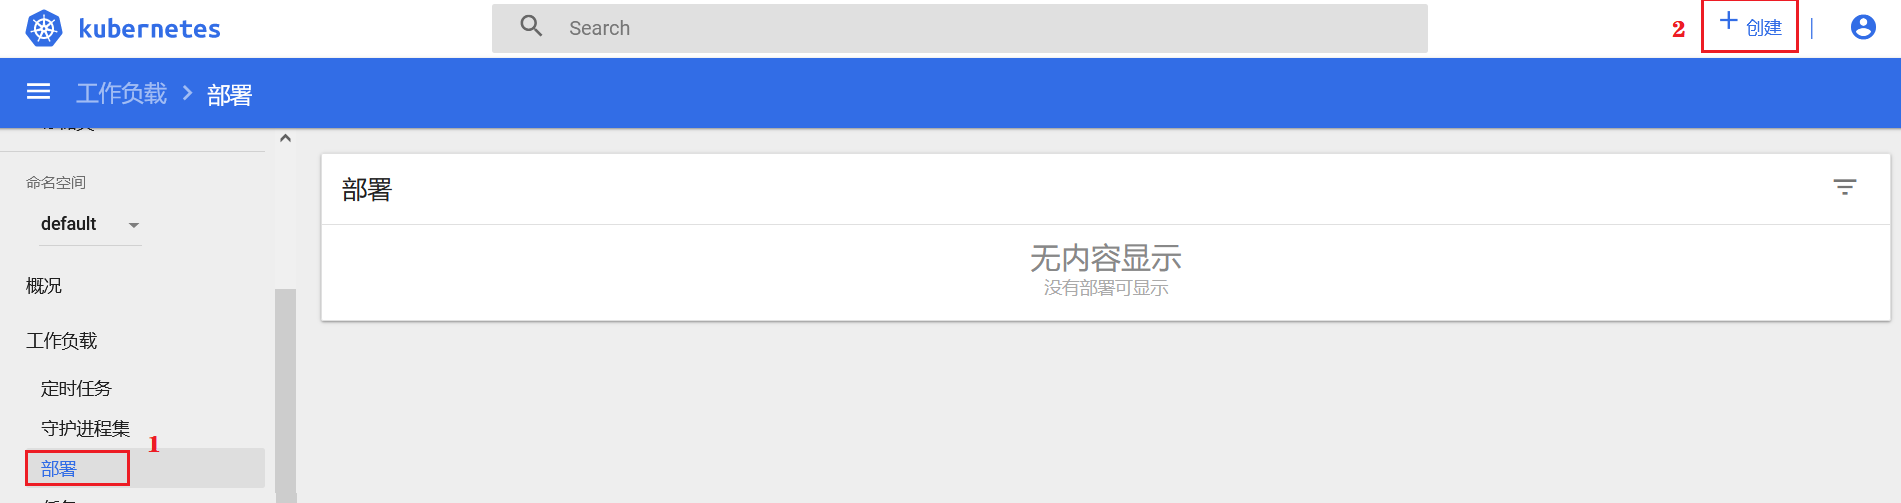 kubernetes
Search
2
创建
工作负载 > 部署
命名空间
default
概况
工作负载
定时任务
守护进程集
1
部署
部署
无内容显示
没有部署可显示